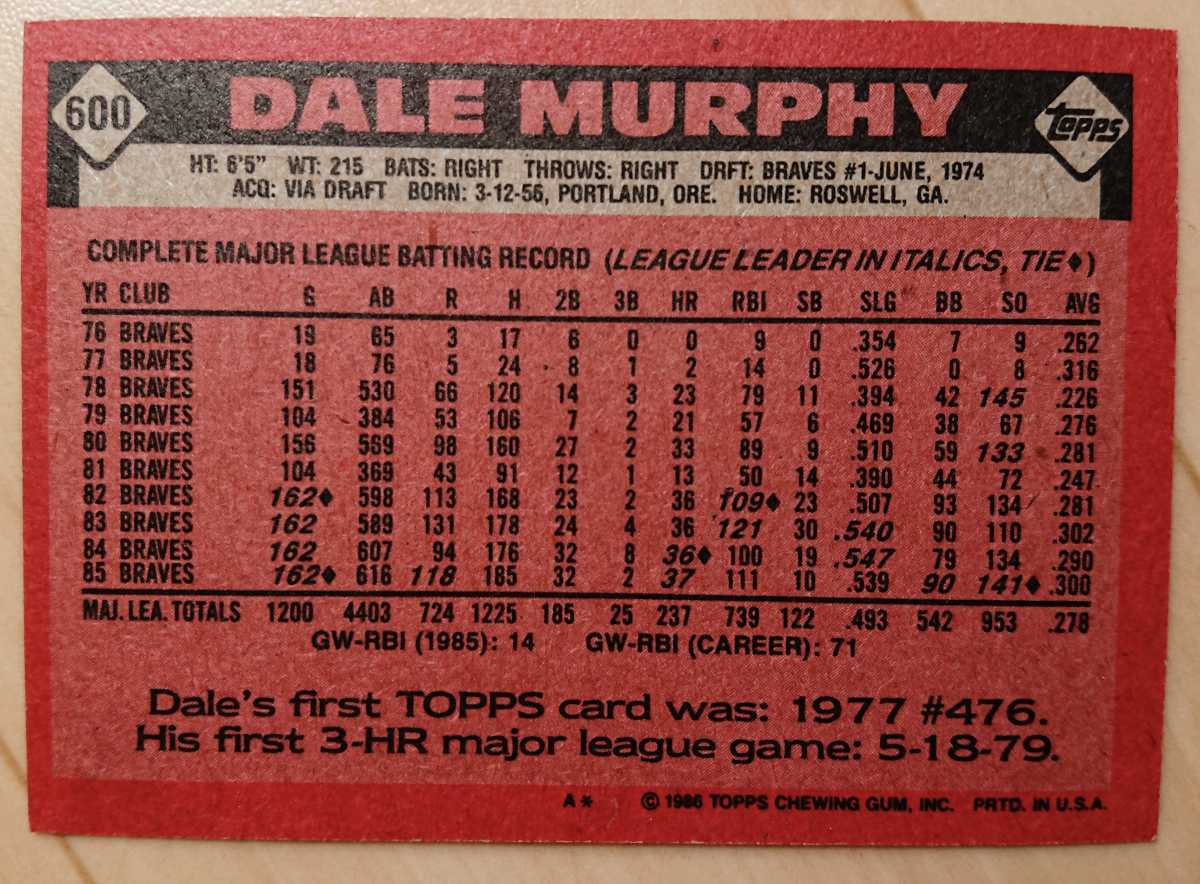 600 DALE MURPHY Topps
HT: 6'5" WT: 215 BATS: RIGHT THROWS: RIGHT DRFT: BRAVES #1-JUNE, 1974
ACQ: VIA DRAFT BORN: 3-12-56, PORTLAND, ORE. HOME: ROSWELL, GA.
COMPLETE MAJOR LEAGUE BATTING RECORD (LEAGUE LEADER IN ITALICS, TIE♦)
YR CLUB G AB R H 2B 3B HR RBI SB SLG BB SO AVG
76 BRAVES 19 65 3 17 6 0 0 9 0 .354 7 9 .262
77 BRAVES 18 76 5 24 8 1 2 14 0 .526 0 8 .316
78 BRAVES 151 530 66 120 14 3 23 79 11 .394 42 145 .226
79 BRAVES 104 384 53 106 7 2 21 57 6 .469 38 67 .276
80 BRAVES 156 569 98 160 27 2 33 89 9 .510 59 133 .281
81 BRAVES 104 369 43 91 12 1 13 50 14 .390 44 72 .247
82 BRAVES 162♦ 598 113 168 23 2 36 109♦ 23 .507 93 134 .281
83 BRAVES 162 589 131 178 24 4 36 121 30 .540 90 110 .302
84 BRAVES 162 607 94 176 32 8 36♦ 100 19 .547 79 134 .290
85 BRAVES 162♦ 616 118 185 32 2 37 111 10 .539 90 141♦ .300
MAJ. LEA. TOTALS 1200 4403 724 1225 185 25 237 739 122 .493 542 953 .278
GW-RBI (1985): 14 GW-RBI (CAREER): 71
Dale's first TOPPS card was: 1977 #476.
His first 3-HR major league game: 5-18-79.
A* © 1986 TOPPS CHEWING GUM, INC. PRTD. IN U.S.A.